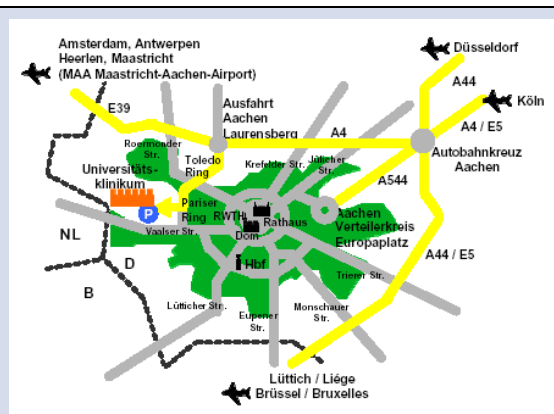 Amsterdam, Antwerpen
Heerlen, Maastricht
(MAA Maastricht-Aachen-Airport)
Düsseldorf
A44
Köln
E39
Ausfahrt
Aachen
Laurensberg
A4
A4 / E5
Autobahnkreuz
Aachen
Roermonder
Str.
Toledo
Ring
Krefelder Str.
Jülicher
Str.
Universitäts-
klinikum
A544
P
Pariser
Ring
RWTH
Rathaus
Aachen
Verteilerkreis
Europaplatz
Vaalser Str.
Dom
NL
D
B
Hbf
A44 / E5
Trierer Str.
Lütticher Str.
Eupener
Str.
Monschauer
Str.
Lüttich / Liége
Brüssel / Bruxelles